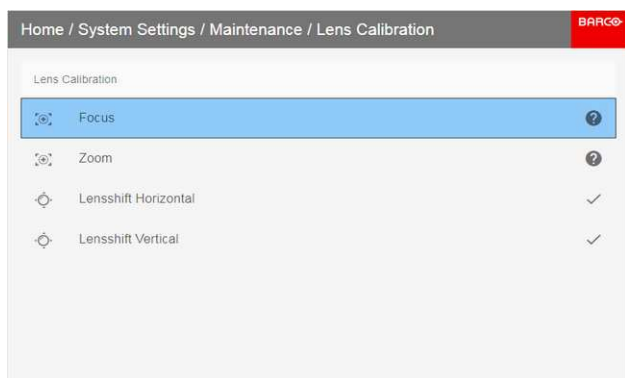 Home / System Settings / Maintenance / Lens Calibration
BARCO
Lens Calibration
Focus
?
Zoom
?
Lensshift Horizontal
Lensshift Vertical